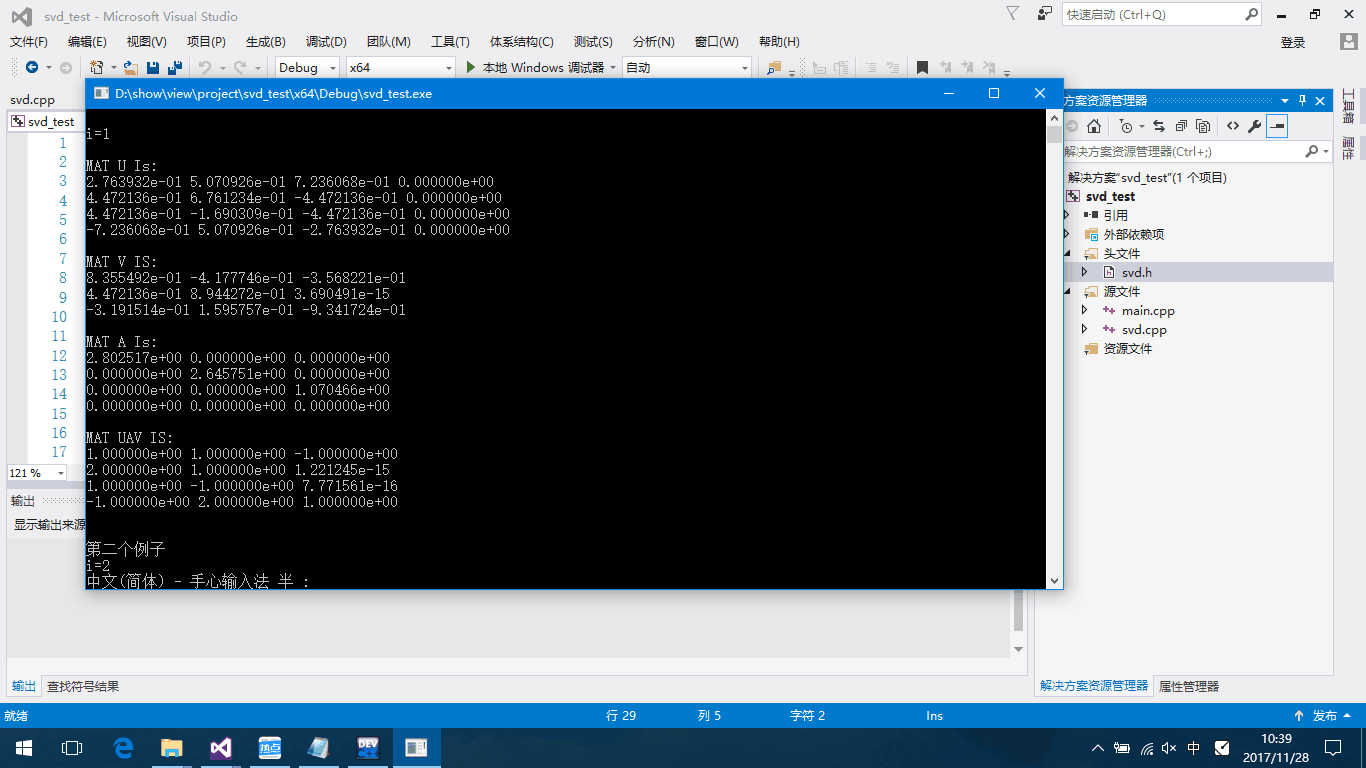 svd_test - Microsoft Visual Studio
快速启动 (Ctrl+Q)
文件(F) 编辑(E) 视图(V) 项目(P) 生成(B) 调试(D) 团队(M) 工具(T) 体系结构(C) 测试(S) 分析(N) 窗口(W) 帮助(H)
登录
Debug x64 本地 Windows 调试器 自动
svd.cpp
svd_test
1
2
3
4
5
6
7
8
9
10
11
12
13
14
15
16
17
121 %
输出
显示输出来源
D:\show\view\project\svd_test\x64\Debug\svd_test.exe
i=1
MAT U Is:
2.763932e-01 5.070926e-01 7.236068e-01 0.000000e+00
4.472136e-01 6.761234e-01 -4.472136e-01 0.000000e+00
4.472136e-01 -1.690309e-01 -4.472136e-01 0.000000e+00
-7.236068e-01 5.070926e-01 -2.763932e-01 0.000000e+00
MAT V IS:
8.355492e-01 -4.177746e-01 -3.568221e-01
4.472136e-01 8.944272e-01 3.690491e-15
-3.191514e-01 1.595757e-01 -9.341724e-01
MAT A Is:
2.802517e+00 0.000000e+00 0.000000e+00
0.000000e+00 2.645751e+00 0.000000e+00
0.000000e+00 0.000000e+00 1.070466e+00
0.000000e+00 0.000000e+00 0.000000e+00
MAT UAV IS:
1.000000e+00 1.000000e+00 -1.000000e+00
2.000000e+00 1.000000e+00 1.221245e-15
1.000000e+00 -1.000000e+00 7.771561e-16
-1.000000e+00 2.000000e+00 1.000000e+00
第二个例子
i=2
中文(简体) - 手心输入法 半 :
方案资源管理器
解决方案资源管理器(Ctrl+;)
解决方案"svd_test"(1 个项目)
svd_test
引用
外部依赖项
头文件
svd.h
源文件
main.cpp
svd.cpp
资源文件
工具箱
属性
输出 查找符号结果
解决方案资源管理器 属性管理器
就绪
行 29 列 5 字符 2 Ins
发布
热点
DEV
中
10:39
2017/11/28